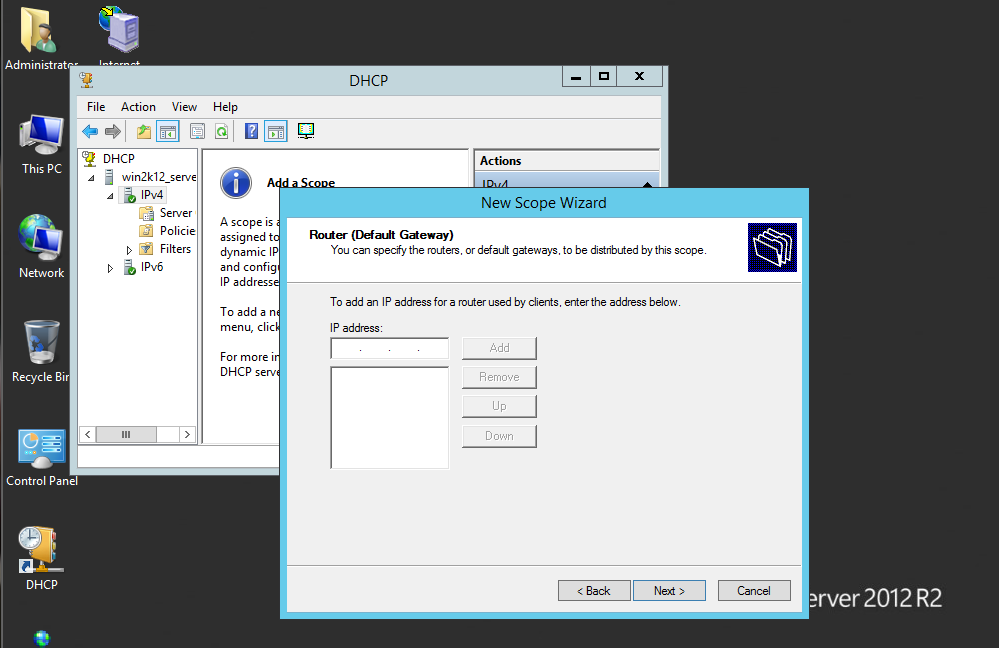 Administrator
Internet
DHCP
File Action View Help
This PC
DHCP
win2k12_serve
IPv4
Server
Policie
Filters
IPv6
Add a Scope
A scope is a
assigned to
dynamic IP
and configu
IP addresse
To add a ne
menu, click
For more in
DHCP serve
Actions
IPv4
New Scope Wizard
Router (Default Gateway)
You can specify the routers, or default gateways, to be distributed by this scope.
To add an IP address for a router used by clients, enter the address below.
IP address:
. . .
Add
Remove
Up
Down
< Back Next > Cancel
Network
Recycle Bin
Control Panel
DHCP
erver 2012 R2